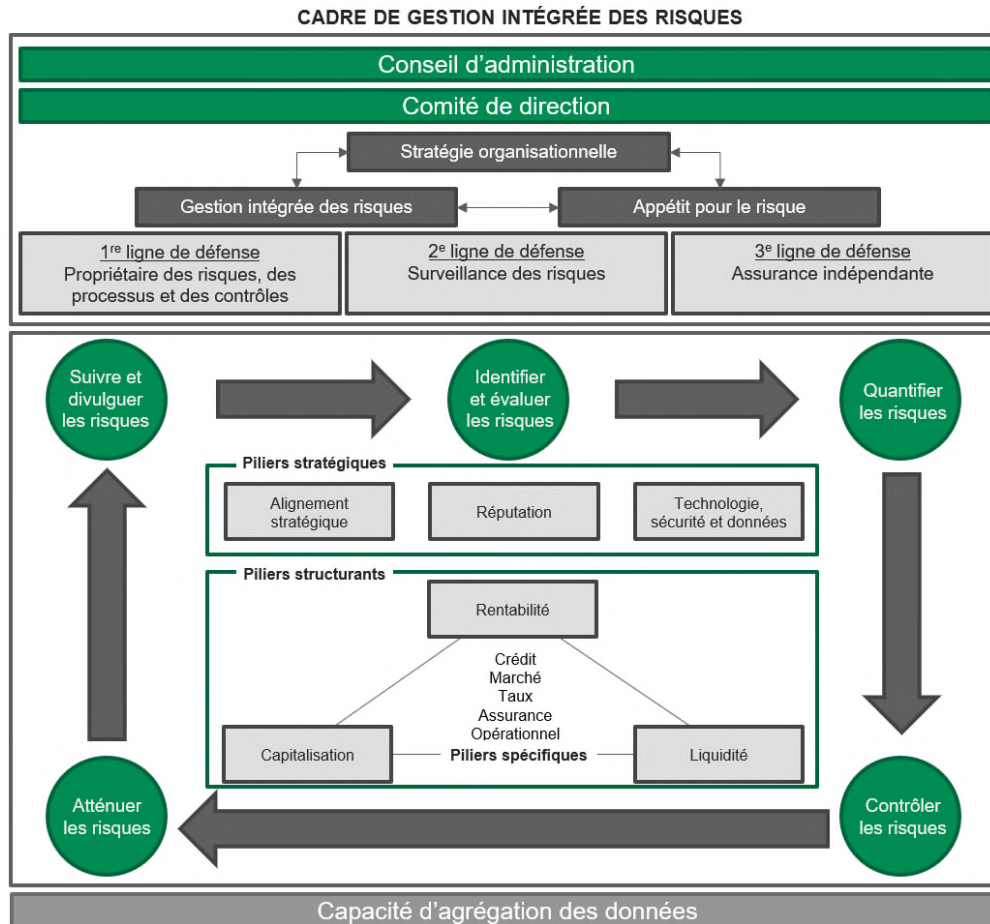 CADRE DE GESTION INTÉGRÉE DES RISQUES
Conseil d'administration
Comité de direction
Stratégie organisationnelle
Gestion intégrée des risques
Appétit pour le risque
1re ligne de défense
Propriétaire des risques, des
processus et des contrôles
2e ligne de défense
Surveillance des risques
3e ligne de défense
Assurance indépendante
Suivre et
divulguer
les risques
Identifier
et évaluer
les risques
Quantifier
les risques
Piliers stratégiques
Alignement
stratégique
Réputation
Technologie,
sécurité et données
Piliers structurants
Rentabilité
Crédit
Marché
Taux
Assurance
Opérationnel
Capitalisation
Piliers spécifiques
Liquidité
Atténuer
les risques
Contrôler
les risques
Capacité d'agrégation des données